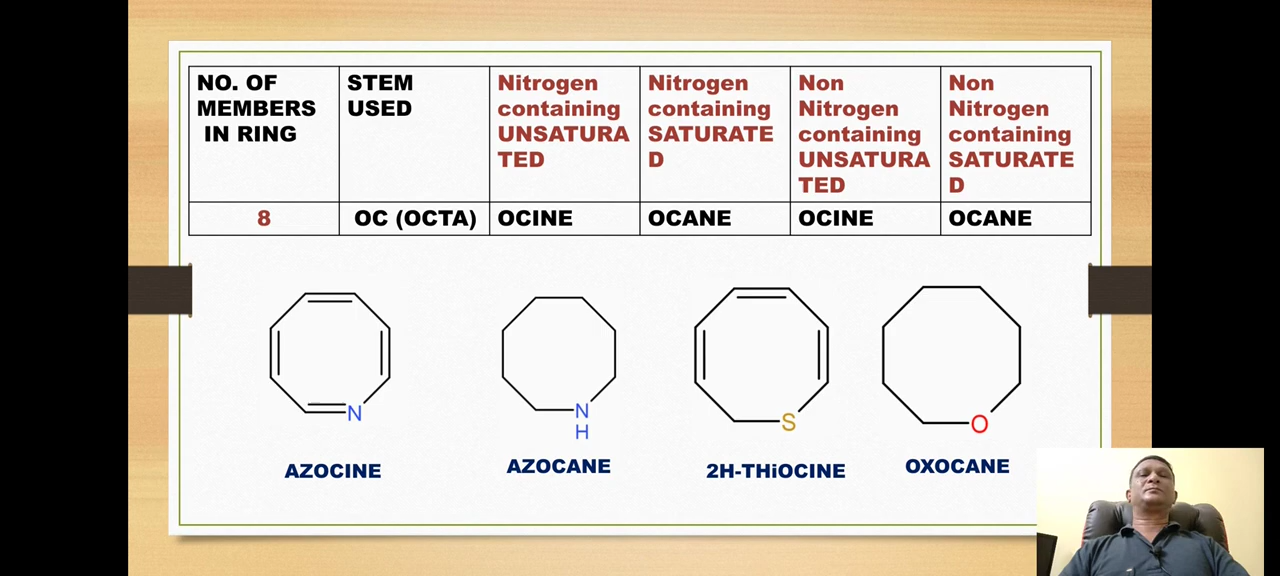 NO. OF
MEMBERS
IN RING
STEM
USED
Nitrogen
containing
UNSATURA
TED
Nitrogen
containing
SATURATE
D
Non
Nitrogen
containing
UNSATURA
TED
Non
Nitrogen
containing
SATURATE
D
8
OC (OCTA)
OCINE
OCANE
OCINE
OCANE
N
AZOCINE
N
H
AZOCANE
S
2H-THiOCINE
O
OXOCANE